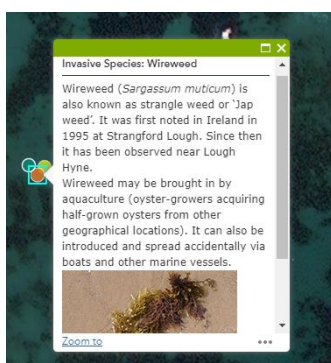 Invasive Species: Wireweed
Wireweed (Sargassum muticum) is
also known as strangle weed or ‘Jap
weed’. It was first noted in Ireland in
1995 at Strangford Lough. Since then
it has been observed near Lough
Hyne.
Wireweed may be brought in by
aquaculture (oyster-growers acquiring
half-grown oysters from other
geographical locations). It can also be
introduced and spread accidentally via
boats and other marine vessels.
Zoom to